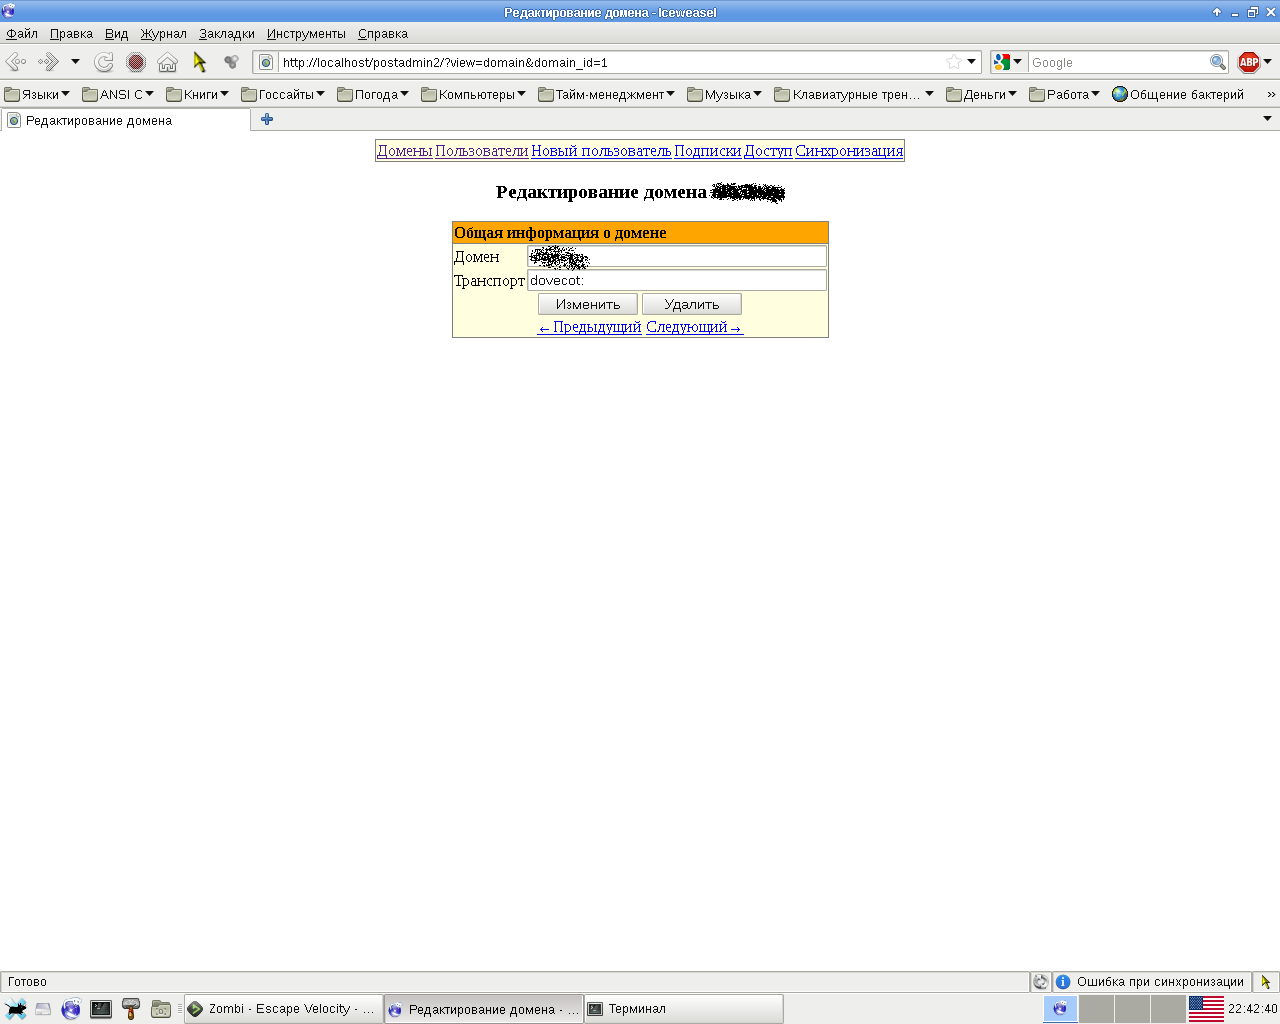 Редактирование домена - Iceweasel
Файл Правка Вид Журнал Закладки Инструменты Справка
http://localhost/postadmin2/?view=domain&domain_id=1 Google ABP
Языки ANSI C Книги Госсайты Погода Компьютеры Тайм-менеджмент Музыка Клавиатурные трен... Деньги Работа Общение бактерий »
Редактирование домена
Домены Пользователи Новый пользователь Подписки Доступ Синхронизация
Редактирование домена
Общая информация о домене
Домен
Транспорт dovecot:
Изменить Удалить
←Предыдущий Следующий→
Готово Ошибка при синхронизации
Zombi - Escape Velocity - ... Редактирование домена - ... Терминал 22:42:40